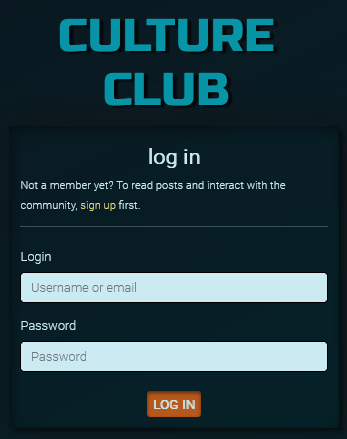 CULTURE
CLUB
log in
Not a member yet? To read posts and interact with the
community, sign up first.
Login
Username or email
Password
Password
LOG IN